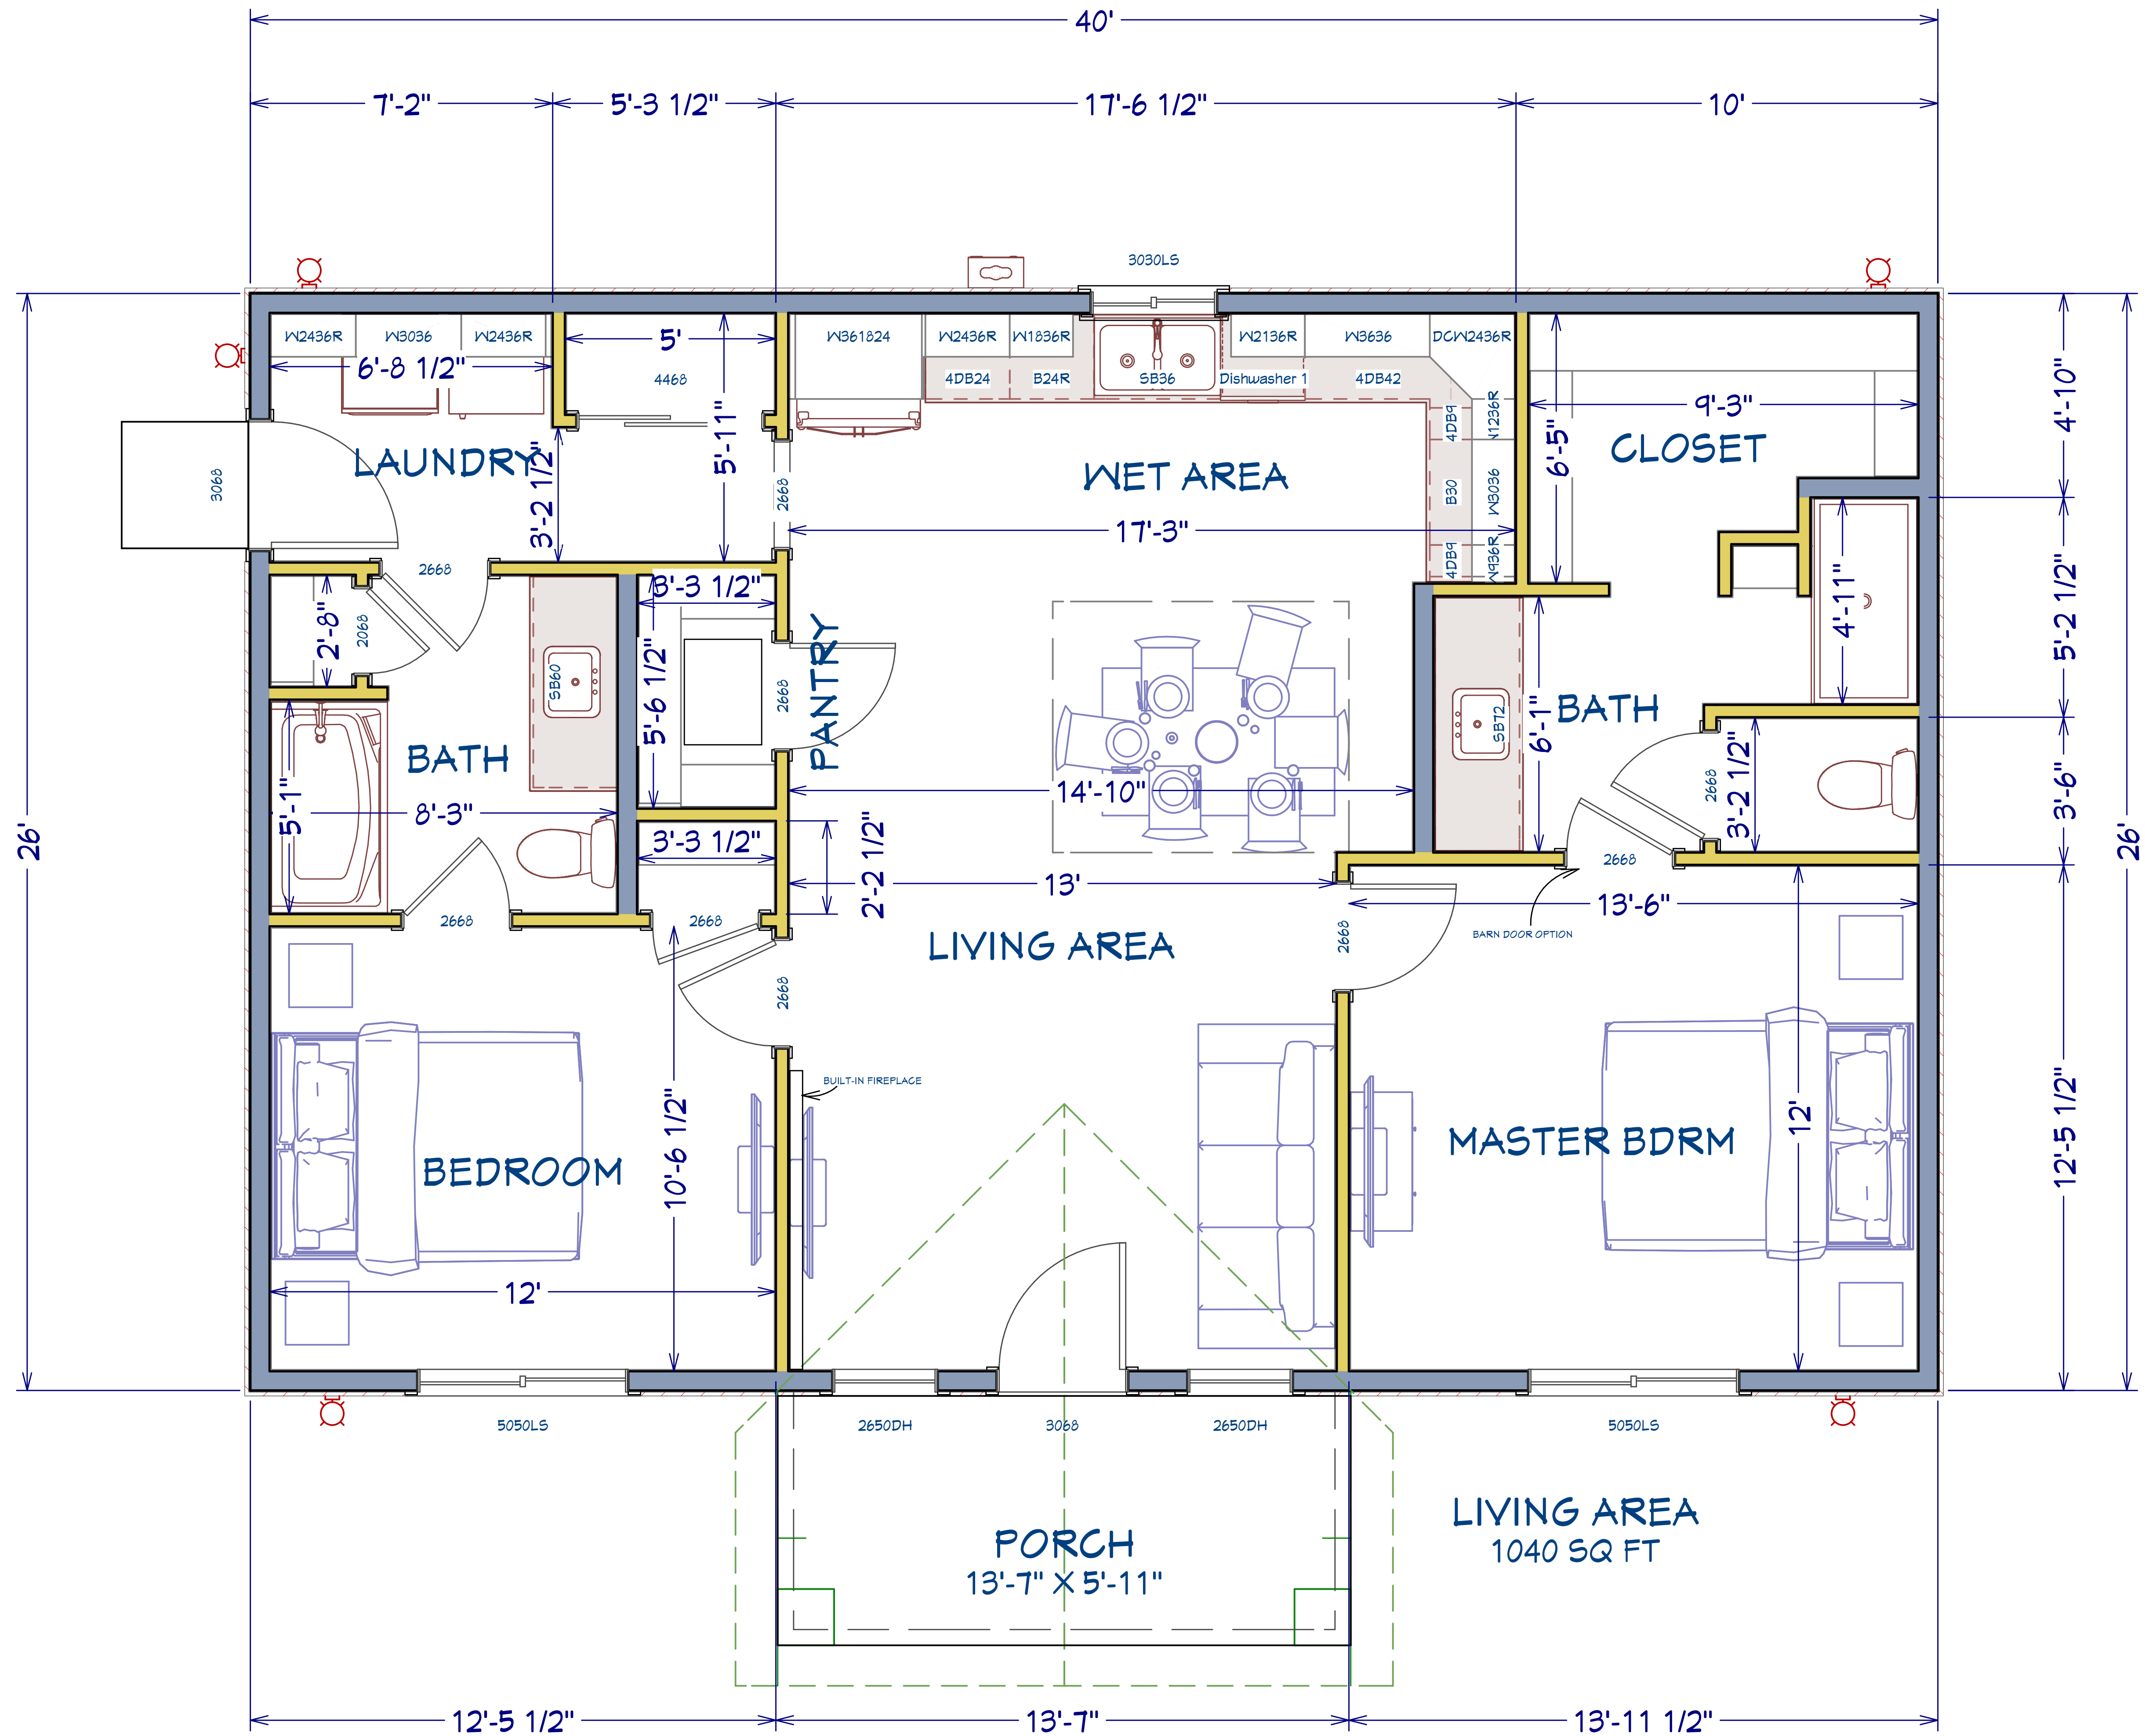 40'
7'-2"
5'-3 1/2"
17'-6 1/2"
10'
3030LS
W2436R
W3036
W2436R
5'
W361824
W2436R
W1836R
W2136R
W3636
DCW2436R
6'-8 1/2"
4468
4DB24
B24R
SB36
Dishwasher 1
4DB42
4DB9
W1236R
9'-3"
4'-10"
LAUNDRY
3'-2 1/2"
5'-11"
2668
WET AREA
B30
W3036
6'-5"
CLOSET
3068
17'-3"
4DB9
W936R
2668
3'-3 1/2"
2'-8"
2068
SB60
5'-6 1/2"
2668
PANTRY
4'-11"
5'-2 1/2"
BATH
8'-3"
5'-1"
14'-10"
SB72
6'-1"
BATH
2668
3'-2 1/2"
3'-6"
26'
26'
3'-3 1/2"
2'-2 1/2"
13'
2668
13'-6"
BARN DOOR OPTION
2668
2668
2668
2668
LIVING AREA
BUILT-IN FIREPLACE
BEDROOM
10'-6 1/2"
12'
MASTER BDRM
12'
12'-5 1/2"
5050LS
2650DH
3068
2650DH
5050LS
PORCH
13'-7" X 5'-11"
LIVING AREA
1040 SQ FT
12'-5 1/2"
13'-7"
13'-11 1/2"